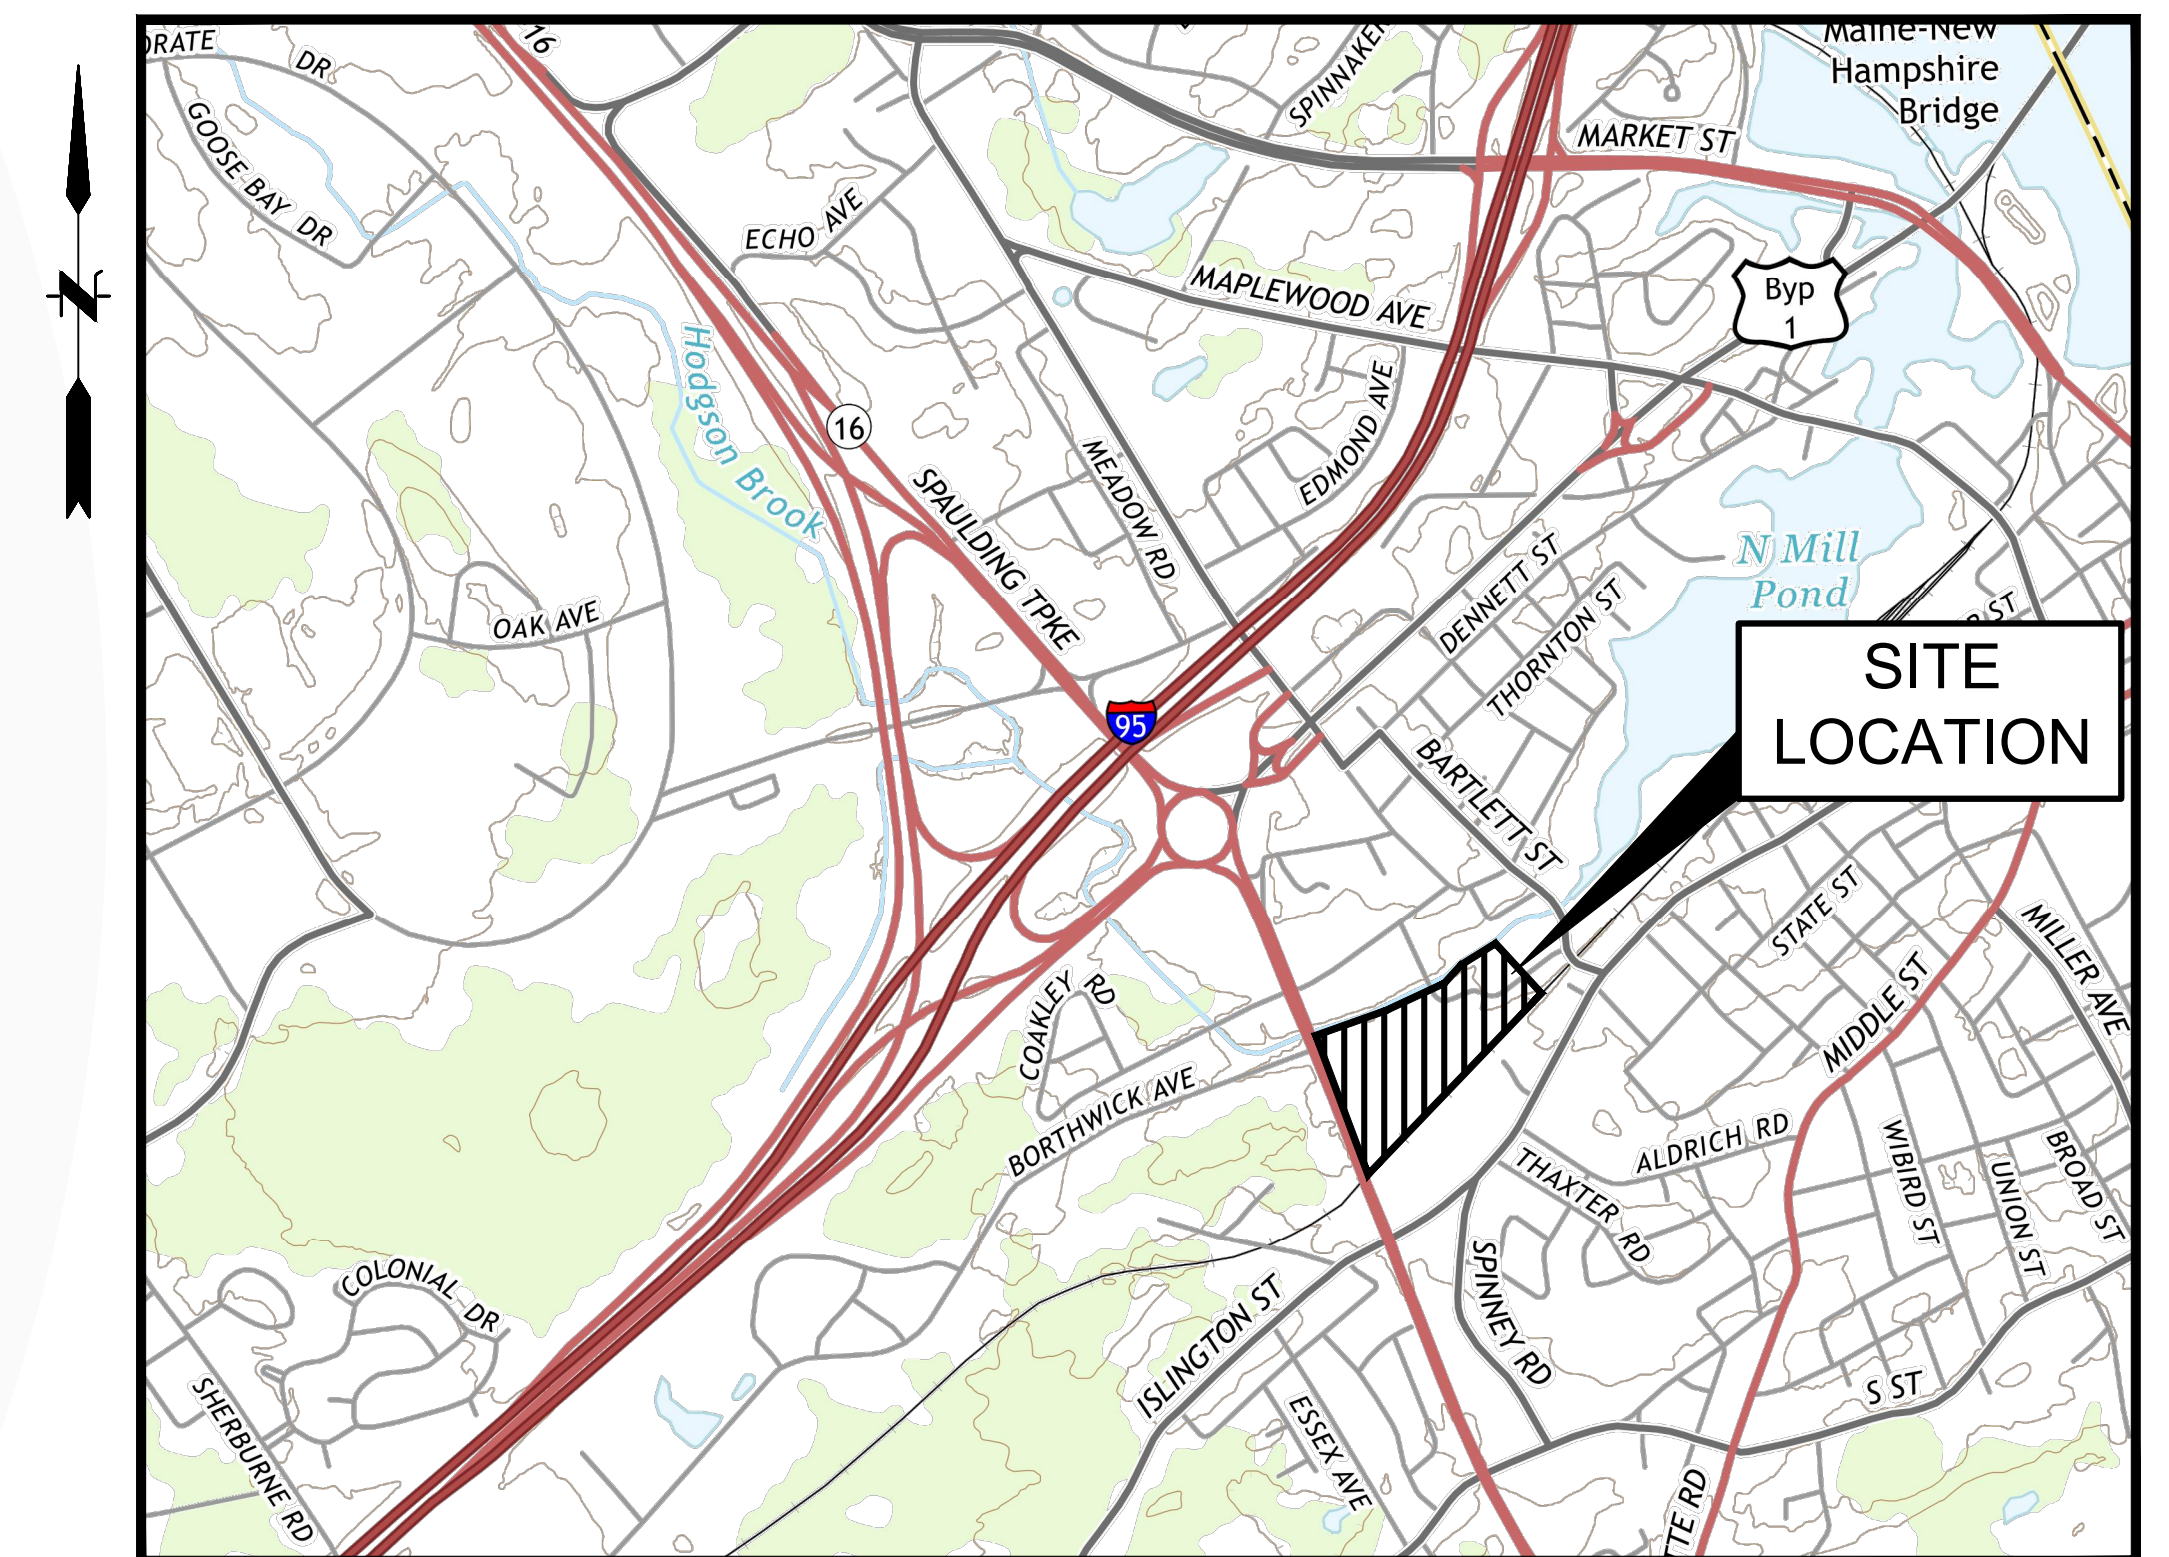 16
DR
GOOSE BAY DR
SPINNAKER
Maine-New
Hampshire
Bridge
MARKET ST
ECHO AVE
MAPLEWOOD AVE
Byp
1
Hodgson Brook
16
EDMOND AVE
MEADOW RD
SPAULDING TPKE
N Mill
Pond
DENNETT ST
THORNTON ST
OAK AVE
ST
SITE
LOCATION
95
BARTLETT ST
STATE ST
MILLER AVE
MIDDLE ST
COAKLEY RD
BORTHWICK AVE
ALDRICH RD
WIBIRD ST
UNION ST
BROAD ST
THAXTER RD
COLONIAL DR
SPINNEY RD
ISLINGTON ST
S ST
ESSEX AVE
SHERBURNE RD
RD
N